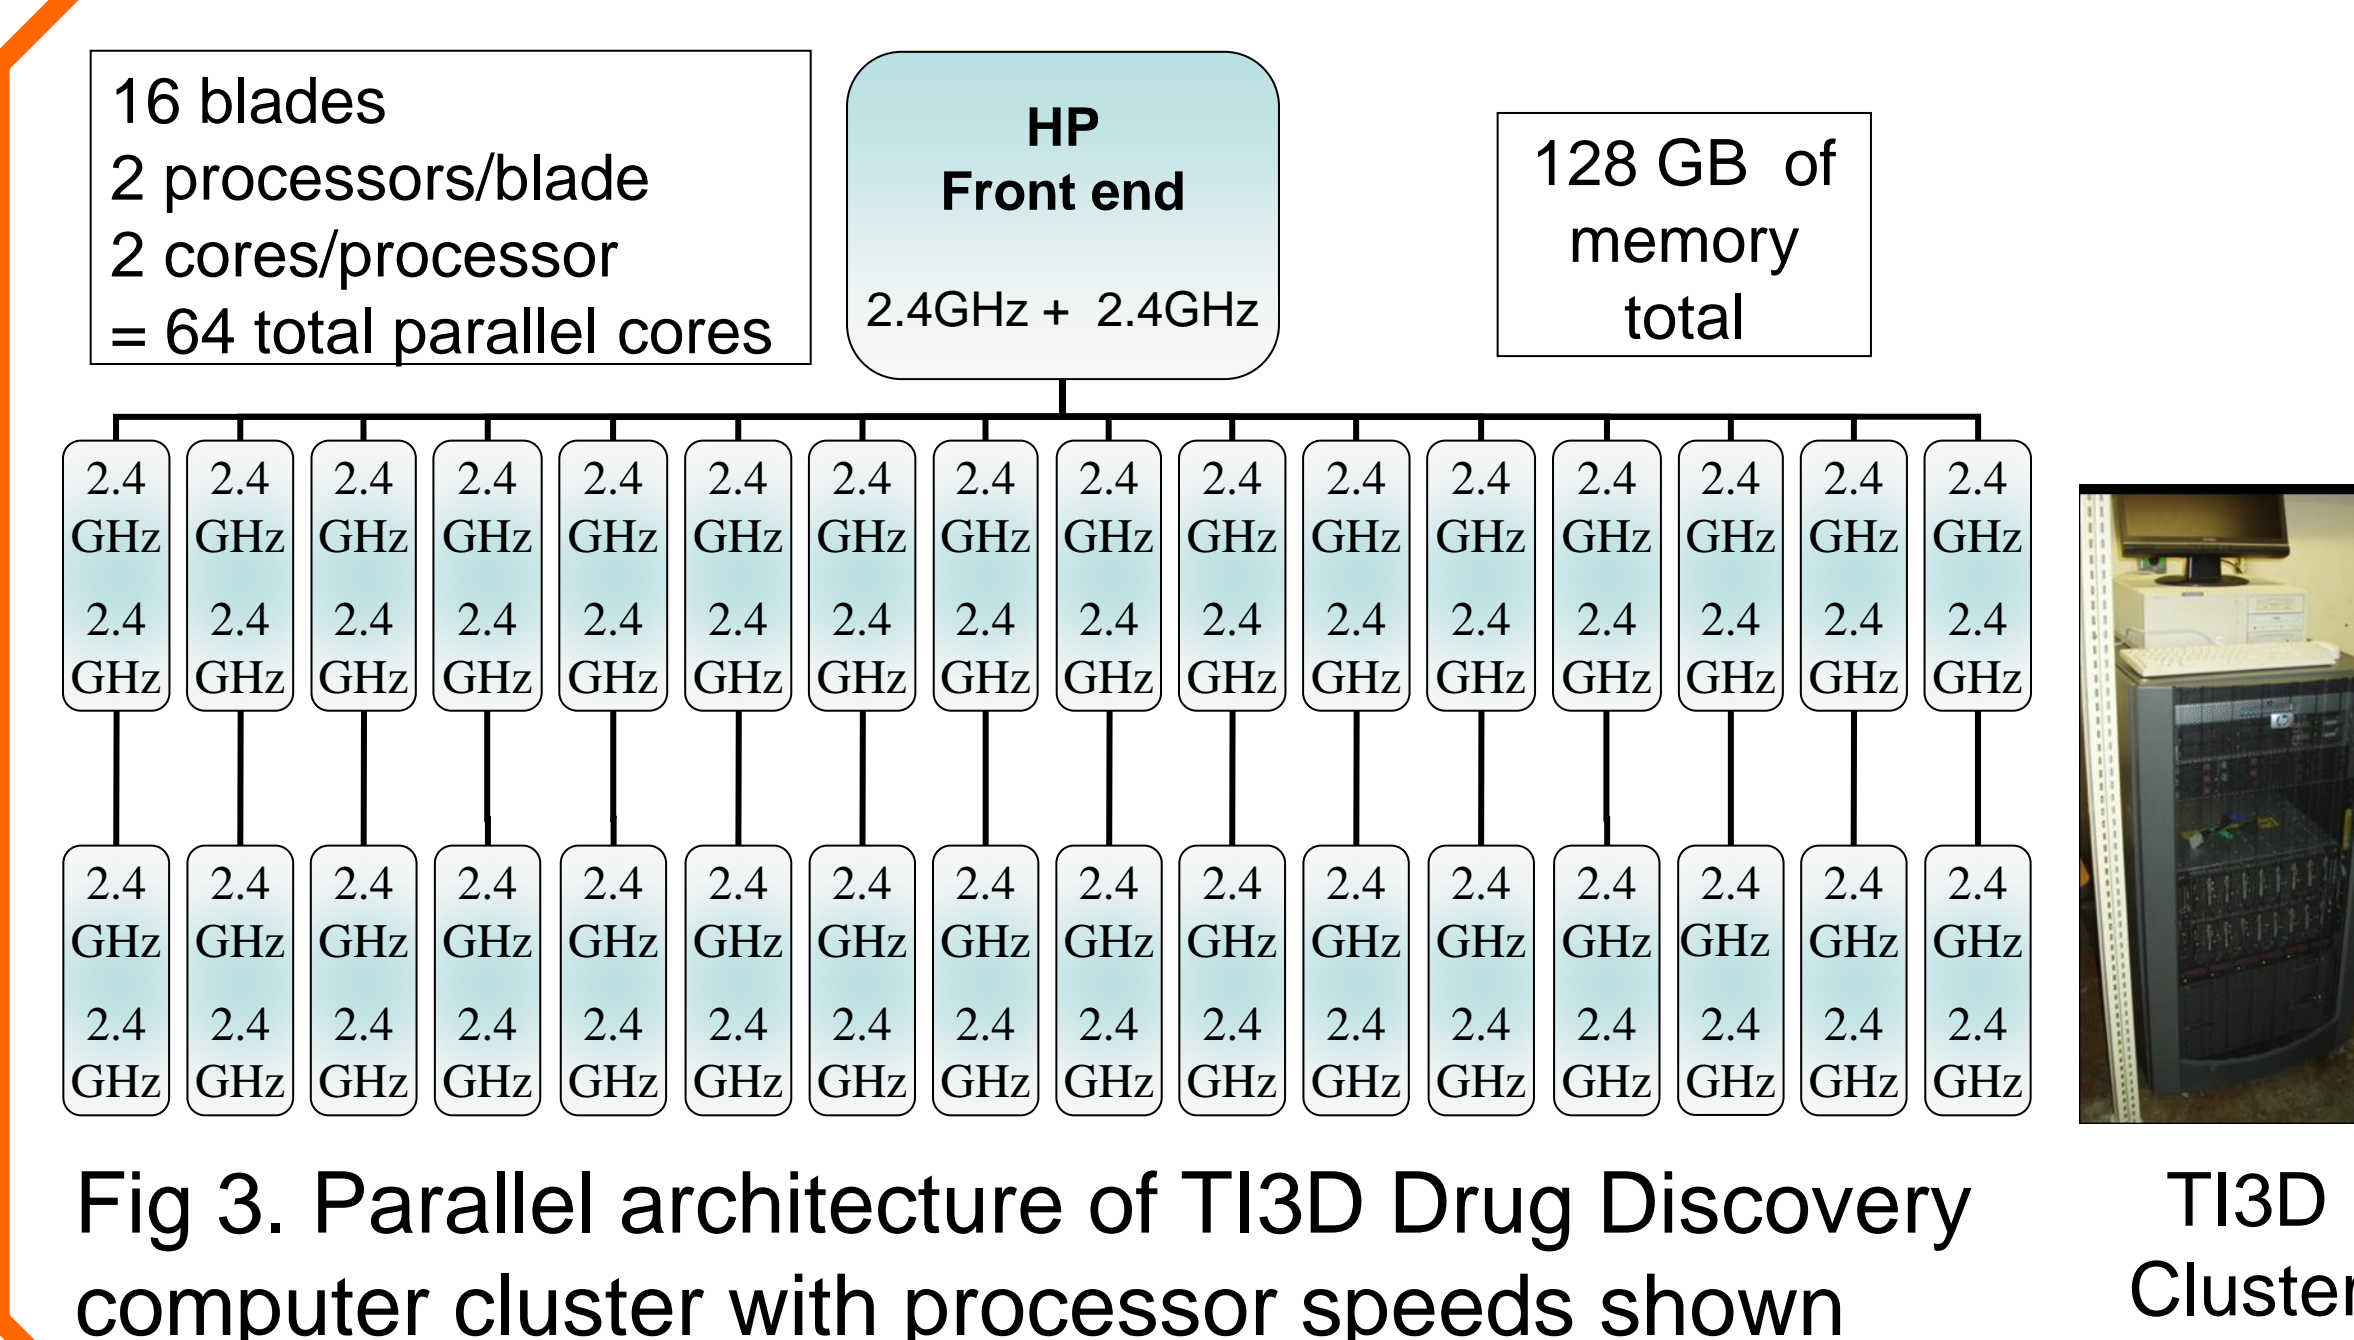 16 blades
2 processors/blade
2 cores/processor
= 64 total parallel cores
HP
Front end
2.4GHz + 2.4GHz
128 GB of
memory
total
2.4 2.4 2.4 2.4 2.4 2.4 2.4 2.4 2.4 2.4 2.4 2.4 2.4 2.4 2.4 2.4
GHz GHz GHz GHz GHz GHz GHz GHz GHz GHz GHz GHz GHz GHz GHz GHz
2.4 2.4 2.4 2.4 2.4 2.4 2.4 2.4 2.4 2.4 2.4 2.4 2.4 2.4 2.4 2.4
GHz GHz GHz GHz GHz GHz GHz GHz GHz GHz GHz GHz GHz GHz GHz GHz
2.4 2.4 2.4 2.4 2.4 2.4 2.4 2.4 2.4 2.4 2.4 2.4 2.4 2.4 2.4 2.4
GHz GHz GHz GHz GHz GHz GHz GHz GHz GHz GHz GHz GHz GHz GHz GHz
2.4 2.4 2.4 2.4 2.4 2.4 2.4 2.4 2.4 2.4 2.4 2.4 2.4 2.4 2.4 2.4
GHz GHz GHz GHz GHz GHz GHz GHz GHz GHz GHz GHz GHz GHz GHz GHz
hp
Fig 3. Parallel architecture of TI3D Drug Discovery
computer cluster with processor speeds shown
TI3D
Cluster